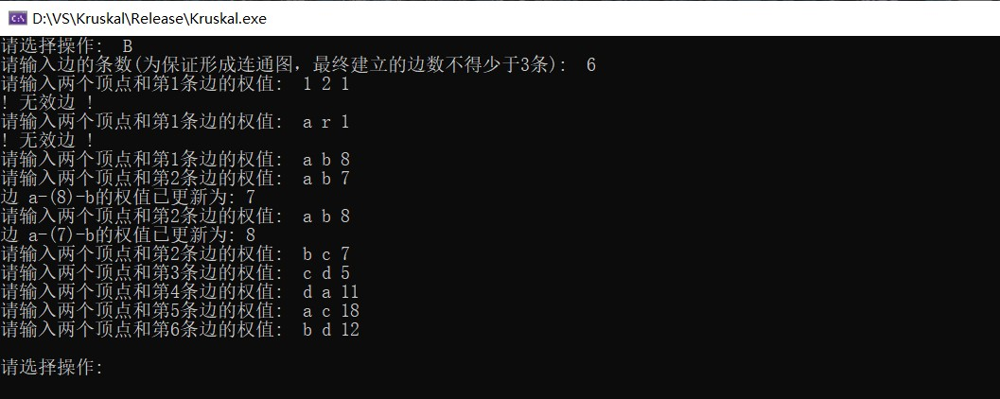 D:\VS\Kruskal\Release\Kruskal.exe
请选择操作:  B
请输入边的条数(为保证形成连通图，最终建立的边数不得少于3条):  6
请输入两个顶点和第1条边的权值:  1 2 1
! 无效边 !
请输入两个顶点和第1条边的权值:  a r 1
! 无效边 !
请输入两个顶点和第1条边的权值:  a b 8
请输入两个顶点和第2条边的权值:  a b 7
边 a-(8)-b的权值已更新为: 7
请输入两个顶点和第2条边的权值:  a b 8
边 a-(7)-b的权值已更新为: 8
请输入两个顶点和第2条边的权值:  b c 7
请输入两个顶点和第3条边的权值:  c d 5
请输入两个顶点和第4条边的权值:  d a 11
请输入两个顶点和第5条边的权值:  a c 18
请输入两个顶点和第6条边的权值:  b d 12
请选择操作: